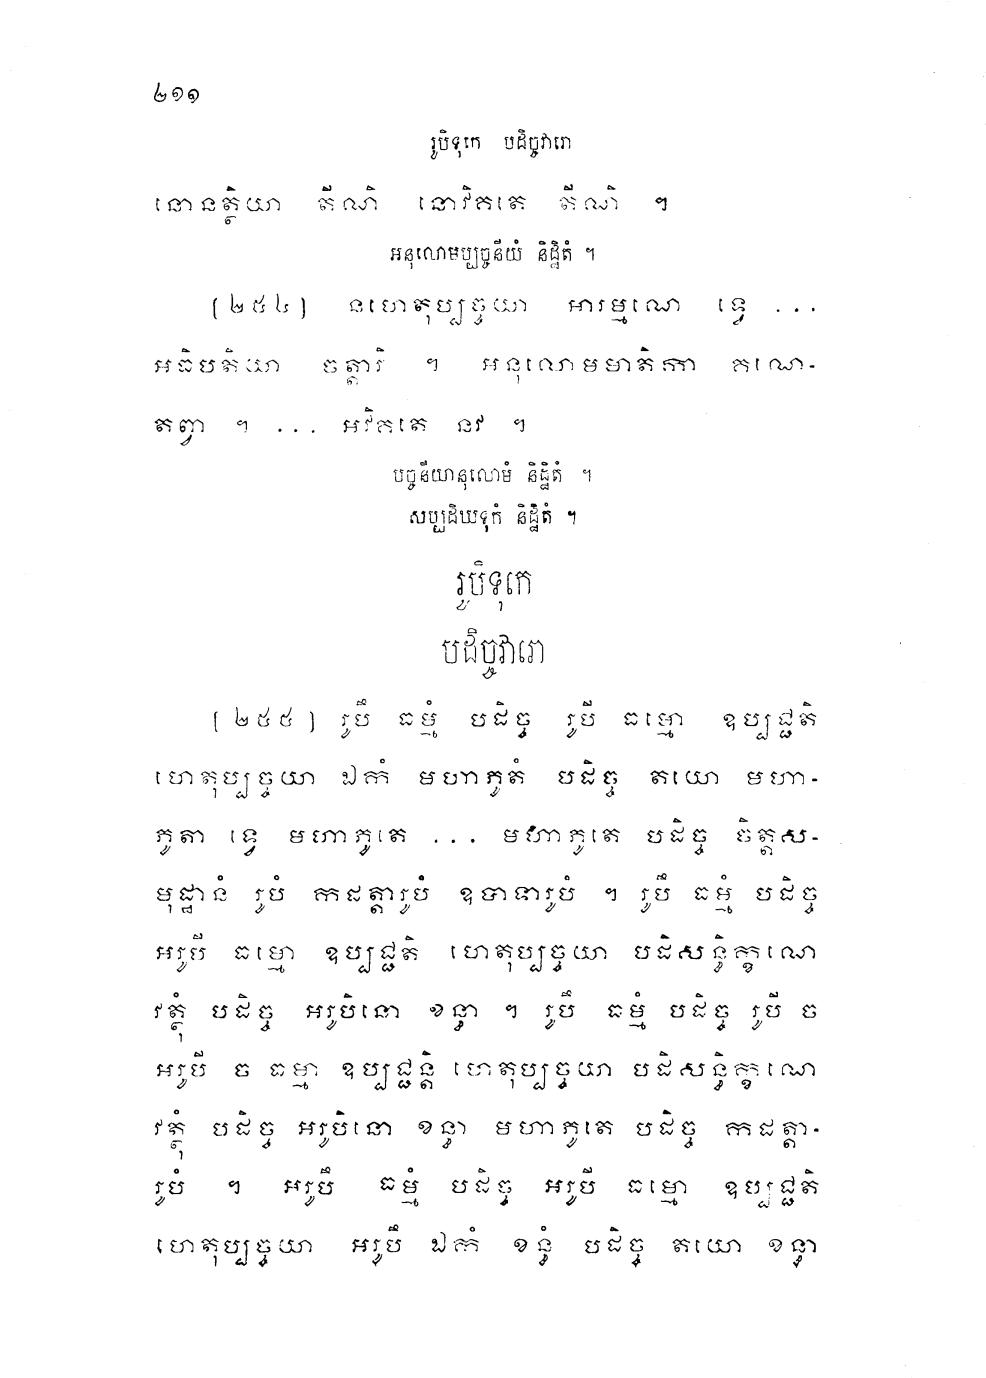 ២១១
រូបិទុកេ បដិច្ចវារោ
នោនត្ថិយា តីណិ នោវិគតេ តីណិ ។
អនុលោមប្បច្ចនីយំ និដ្ឋិតំ ។
[២៥៤] នហេតុប្បច្ចយា អារម្មណេ ទ្វេ ...
អធិបតិយា ចត្តារិ ។ អនុលោមមាតិកា គណេ-
តព្វា ។ ... អវិគតេ នវ ។
បច្ចនីយានុលោមំ និដ្ឋិតំ ។
សប្បដិឃទុកំ និដ្ឋិតំ ។
រូបិទុកេ
បដិច្ចវារោ
[២៥៥] រូបឹ ធម្មំ បដិច្ច រូបី ធម្មោ ឧប្បជ្ជតិ
ហេតុប្បច្ចយា ឯកំ មហាភូតំ បដិច្ច តយោ មហា-
ភូតា ទ្វេ មហាភូតេ ... មហាភូតេ បដិច្ច ចិត្តស-
មុដ្ឋានំ រូបំ កដត្តារូបំ ឧបាទារូបំ ។ រូបឹ ធម្មំ បដិច្ច
អរូបី ធម្មោ ឧប្បជ្ជតិ ហេតុប្បច្ចយា បដិសន្ធិក្ខណេ
វត្ថុំ បដិច្ច អរូបិនោ ខន្ធា ។ រូបឹ ធម្មំ បដិច្ច រូបី ច
អរូបី ច ធម្មា ឧប្បជ្ជន្តិ ហេតុប្បច្ចយា បដិសន្ធិក្ខណេ
វត្ថុំ បដិច្ច អរូបិនោ ខន្ធា មហាភូតេ បដិច្ច កដត្តា-
រូបំ ។ អរូបឹ ធម្មំ បដិច្ច អរូបី ធម្មោ ឧប្បជ្ជតិ
ហេតុប្បច្ចយា អរូបឹ ឯកំ ខន្ធំ បដិច្ច តយោ ខន្ធា